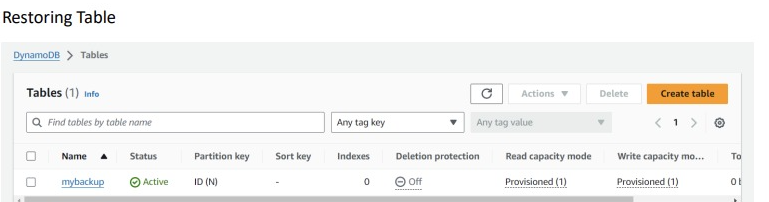 Restoring Table
DynamoDB > Tables
Tables (1) Info
Actions ▼ Delete Create table
Find tables by table name Any tag key ▼ Any tag value ▼ < 1 >
Name ▲ Status Partition key Sort key Indexes Deletion protection Read capacity mode Write capacity mo... To
mybackup Active ID (N) - 0 Off Provisioned (1) Provisioned (1) 0 b